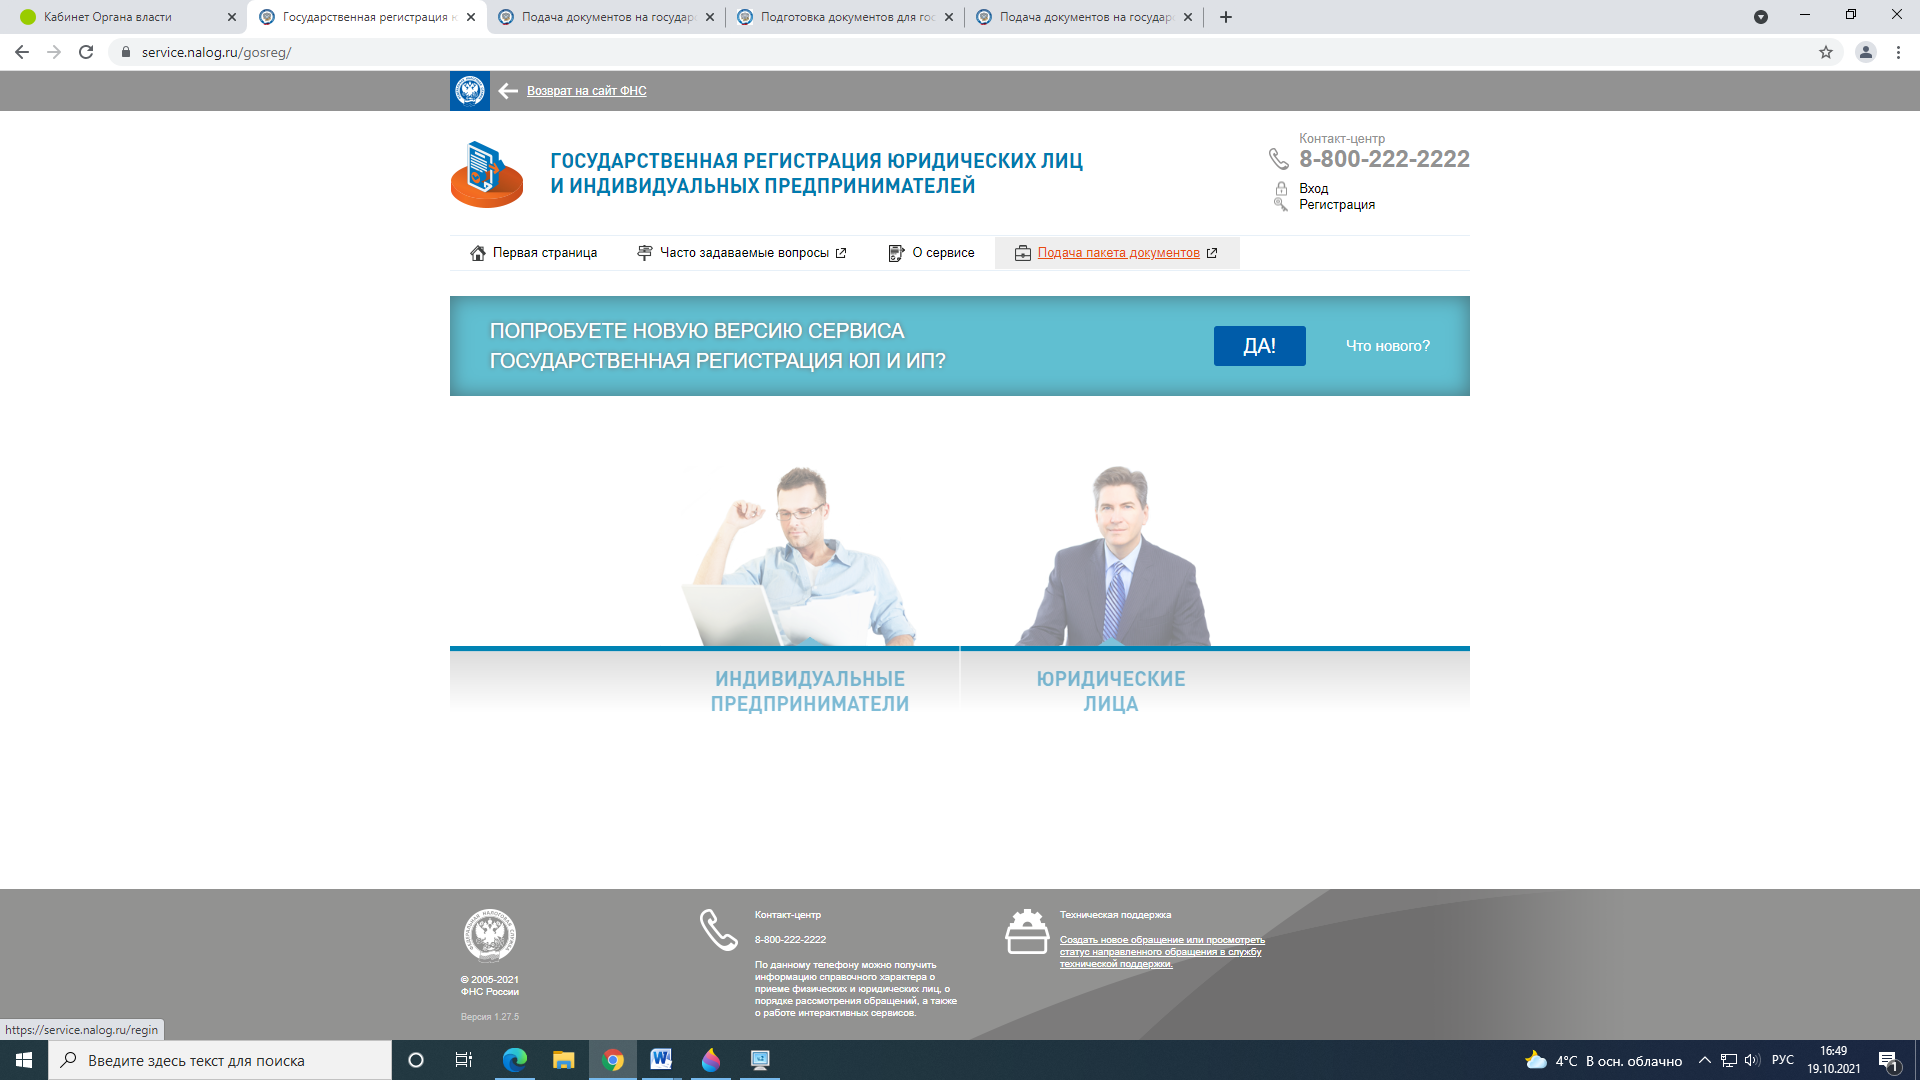 Кабинет Органа власти
Государственная регистрация ю
Подача документов на государ
Подготовка документов для гос
Подача документов на государ
service.nalog.ru/gosreg/
Возврат на сайт ФНС
ГОСУДАРСТВЕННАЯ РЕГИСТРАЦИЯ ЮРИДИЧЕСКИХ ЛИЦ
И ИНДИВИДУАЛЬНЫХ ПРЕДПРИНИМАТЕЛЕЙ
Контакт-центр
8-800-222-2222
Вход
Регистрация
Первая страница
Часто задаваемые вопросы
О сервисе
Подача пакета документов
ПОПРОБУЕТЕ НОВУЮ ВЕРСИЮ СЕРВИСА
ГОСУДАРСТВЕННАЯ РЕГИСТРАЦИЯ ЮЛ И ИП?
ДА!
Что нового?
ИНДИВИДУАЛЬНЫЕ
ПРЕДПРИНИМАТЕЛИ
ЮРИДИЧЕСКИЕ
ЛИЦА
© 2005-2021
ФНС России
Версия 1.27.5
Контакт-центр
8-800-222-2222
По данному телефону можно получить
информацию справочного характера о
приеме физических и юридических лиц, о
порядке рассмотрения обращений, а также
о работе интерактивных сервисов.
Техническая поддержка
Создать новое обращение или просмотреть
статус направленного обращения в службу
технической поддержки.
https://service.nalog.ru/regin
Введите здесь текст для поиска
4°C В осн. облачно
РУС
16:49
19.10.2021
1